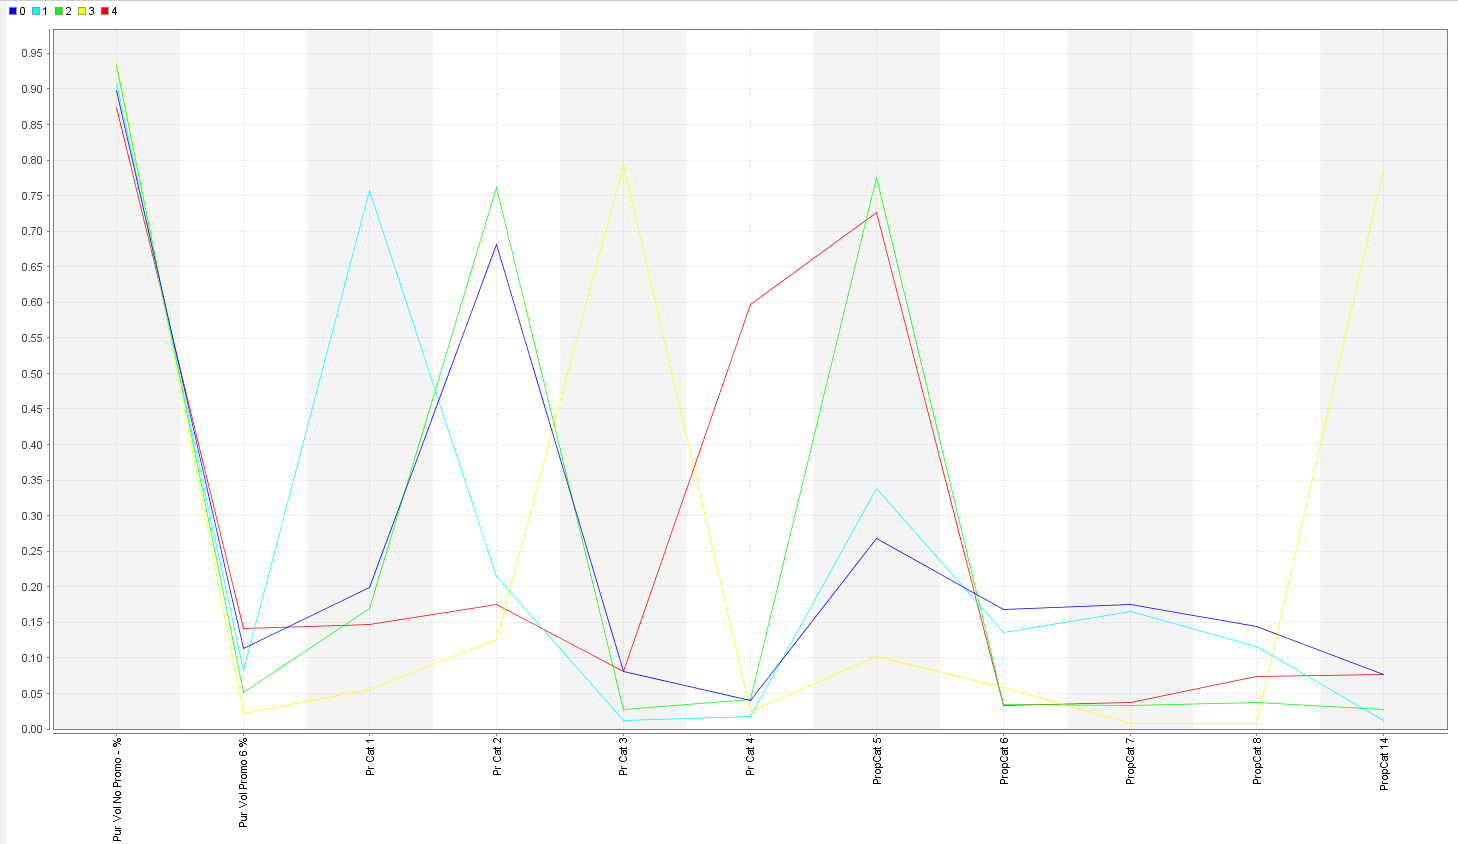 0 1 2 3 4
0.95
0.90
0.85
0.80
0.75
0.70
0.65
0.60
0.55
0.50
0.45
0.40
0.35
0.30
0.25
0.20
0.15
0.10
0.05
0.00
Pur Vol No Promo - %
Pur Vol Promo 6 %
Pr Cat 1
Pr Cat 2
Pr Cat 3
Pr Cat 4
PropCat 5
PropCat 6
PropCat 7
PropCat 8
PropCat 14